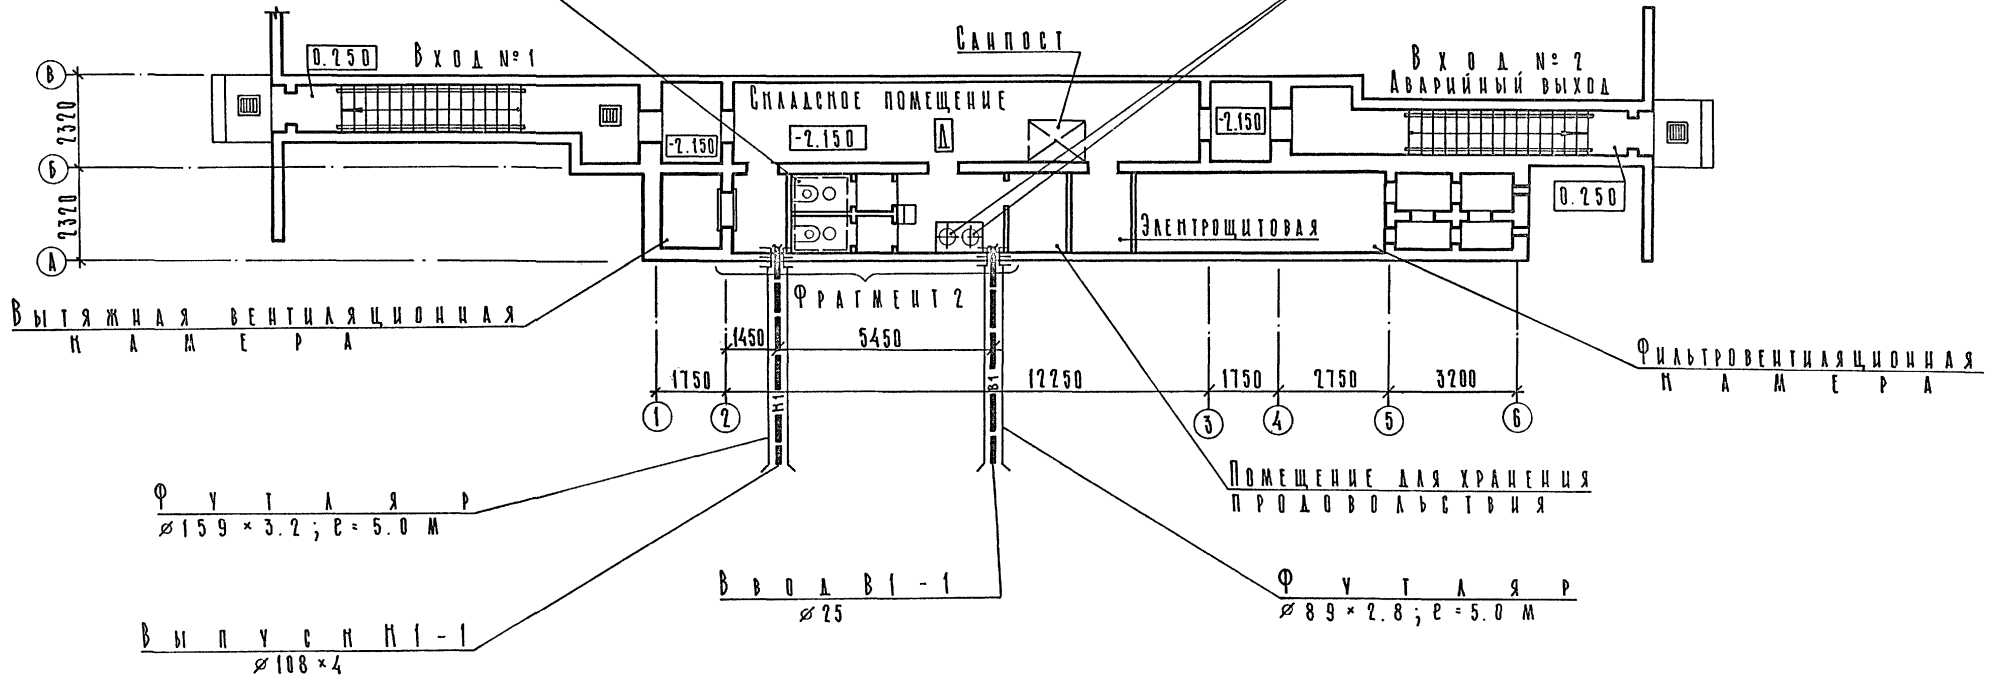 Санпост
0.250
Вход №1
Вход №2
Аварийный выход
В
Складское помещение
2320
-2.150
-2.150
Д
-2.150
Б
0.250
2320
Электрощитовая
А
Вытяжная вентиляционная
камера
Фрагмент 2
1450
5450
Фильтровентиляционная
камера
1750
12250
1750
2750
3200
К1
В1
1
2
3
4
5
6
Помещение для хранения
продовольствия
Футляр
⌀159×3.2; ℓ=5.0 м
Ввод В1-1
⌀25
Футляр
⌀89×2.8; ℓ=5.0 м
Выпуск К1-1
⌀108×4